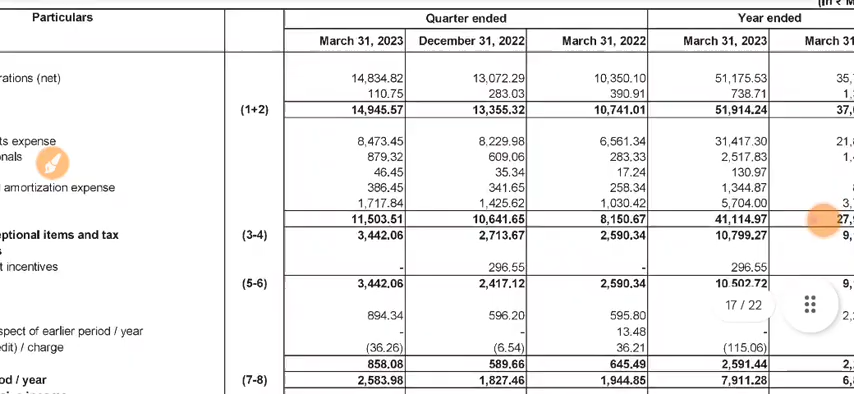 (In ₹ M
Particulars Quarter ended Year ended
March 31, 2023 December 31, 2022 March 31, 2022 March 31, 2023 March 31
rations (net) 14,834.82 13,072.29 10,350.10 51,175.53 35,
110.75 283.03 390.91 738.71 1,
(1+2) 14,945.57 13,355.32 10,741.01 51,914.24 37,
ts expense 8,473.45 8,229.98 6,561.34 31,417.30 21,
onals 879.32 609.06 283.33 2,517.83 1,
46.45 35.34 17.24 130.97
amortization expense 386.45 341.65 258.34 1,344.87
1,717.84 1,425.62 1,030.42 5,704.00 3,
11,503.51 10,641.65 8,150.67 41,114.97 27,
eptional items and tax (3-4) 3,442.06 2,713.67 2,590.34 10,799.27 9,
s
t incentives - 296.55 - 296.55
(5-6) 3,442.06 2,417.12 2,590.34 10,502.72 9,
17 / 22
894.34 596.20 595.80 2,
spect of earlier period / year - - 13.48 -
edit) / charge (36.26) (6.54) 36.21 (115.06)
858.08 589.66 645.49 2,591.44 2,
od / year (7-8) 2,583.98 1,827.46 1,944.85 7,911.28 6,